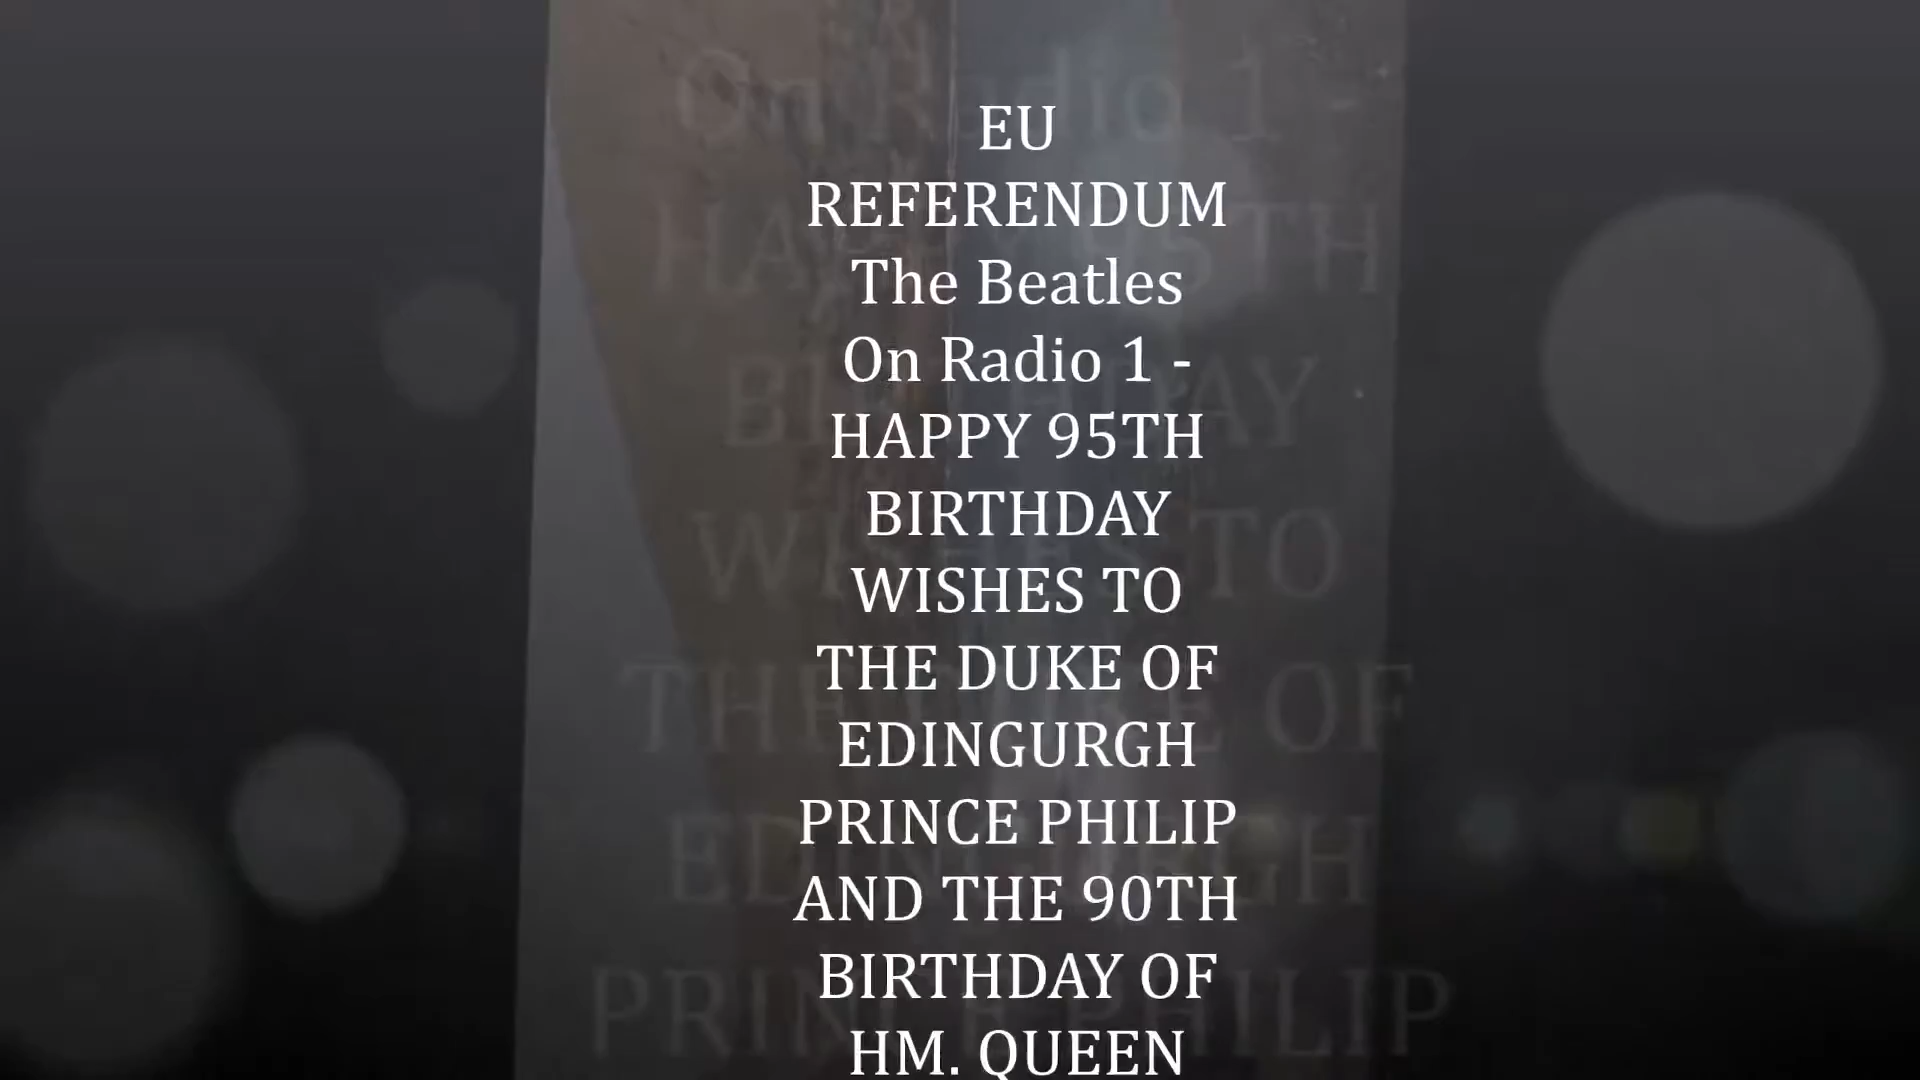 EU
REFERENDUM
The Beatles
On Radio 1 -
HAPPY 95TH
BIRTHDAY
WISHES TO
THE DUKE OF
EDINGURGH
PRINCE PHILIP
AND THE 90TH
BIRTHDAY OF
HM. QUEEN